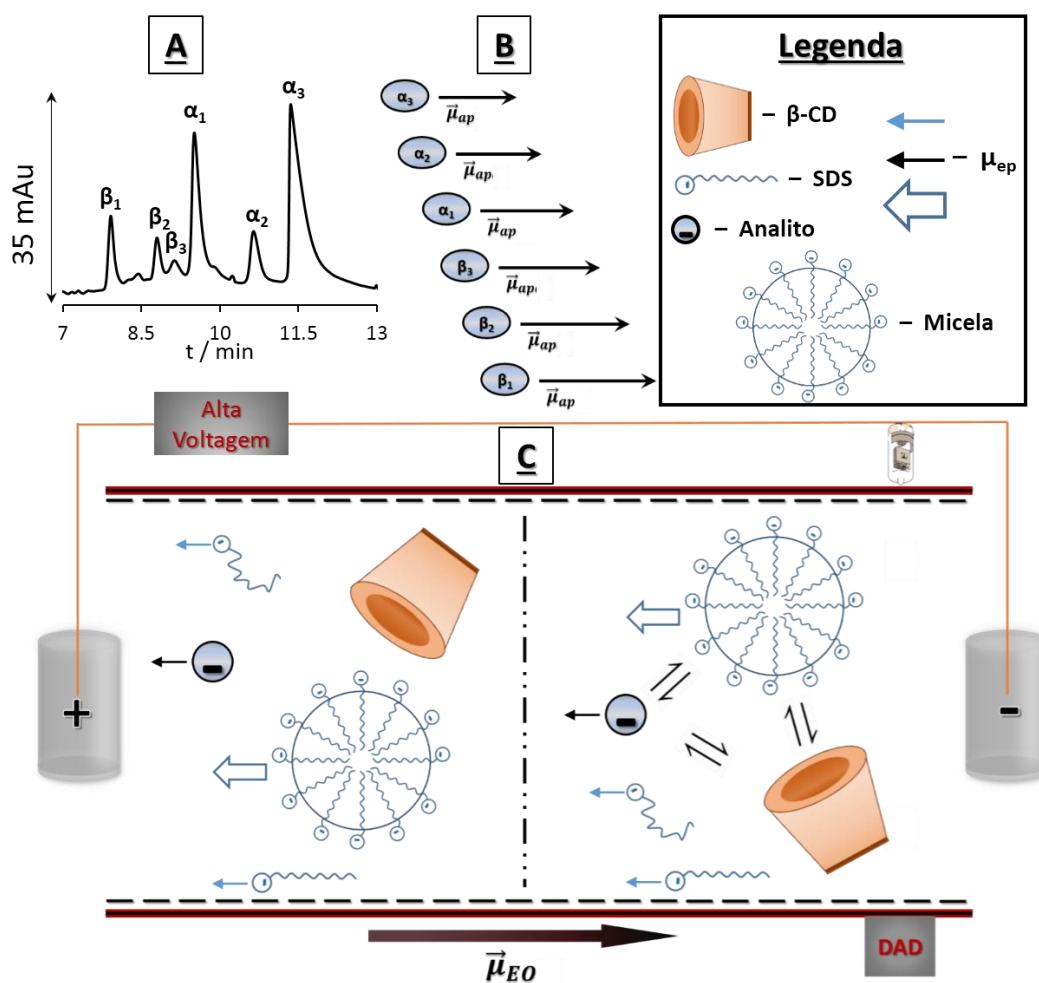 A
35 mAu
β1
β2
β3
α1
α2
α3
7 8.5 10 11.5 13
t / min
B
α3 μap
α2 μap
α1 μap
β3 μap
β2 μap
β1 μap
Legenda
– β-CD
– μep
– SDS
– Analito
– Micela
Alta
Voltagem
C
+
-
μEO
DAD